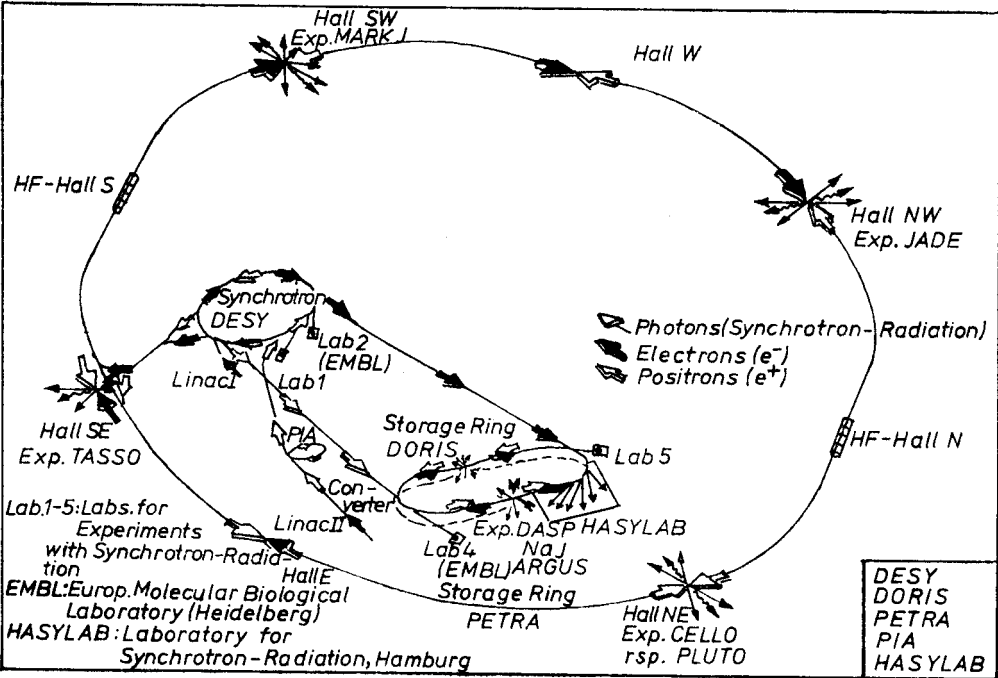 Hall SW
Exp. MARK J
Hall W
HF-Hall S
Hall NW
Exp. JADE
Synchrotron
DESY
Lab2
(EMBL)
Photons (Synchrotron-Radiation)
Electrons (e⁻)
Positrons (e⁺)
Linac I
Lab1
Hall SE
Exp. TASSO
PIA
Storage Ring
DORIS
Lab 5
HF-Hall N
Con-
verter
Linac II
Exp. DASP HASYLAB
NaJ
ARGUS
Lab4
(EMBL)
Lab.1-5: Labs. for
Experiments
with Synchrotron-Radia-
tion
Hall E
EMBL: Europ. Molecular Biological
Laboratory (Heidelberg)
HASYLAB: Laboratory for
Synchrotron-Radiation, Hamburg
Storage Ring
PETRA
Hall NE
Exp. CELLO
rsp. PLUTO
DESY
DORIS
PETRA
PIA
HASYLAB